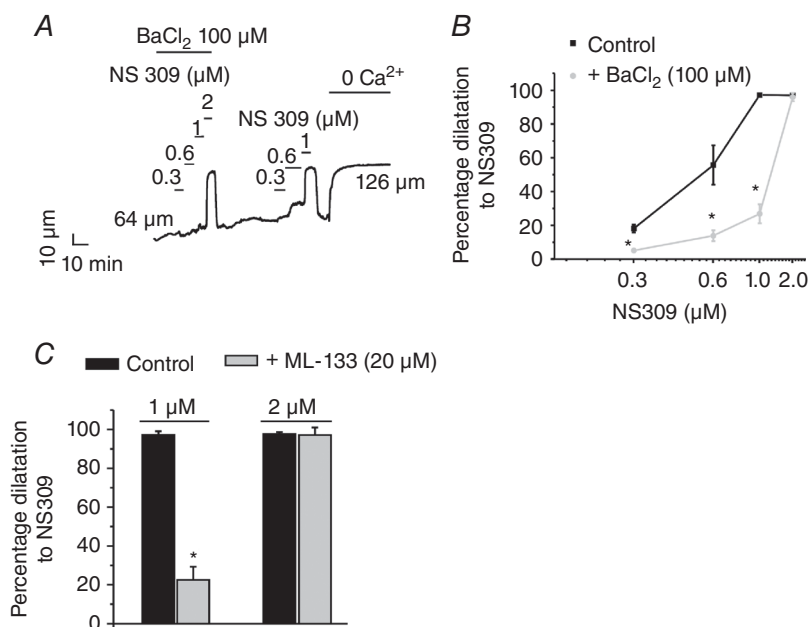 A
BaCl2 100 µM
NS 309 (µM)
0 Ca2+
2
1
NS 309 (µM)
0.6
1
0.3
0.6
0.3
64 µm
126 µm
10 µm
10 min
B
Control
+ BaCl2 (100 µM)
Percentage dilatation
to NS309
100
80
60
40
20
0
*
*
*
0.3
0.6
1.0
2.0
NS309 (µM)
C
Control
+ ML-133 (20 µM)
1 µM
2 µM
Percentage dilatation
to NS309
100
80
60
40
20
0
*